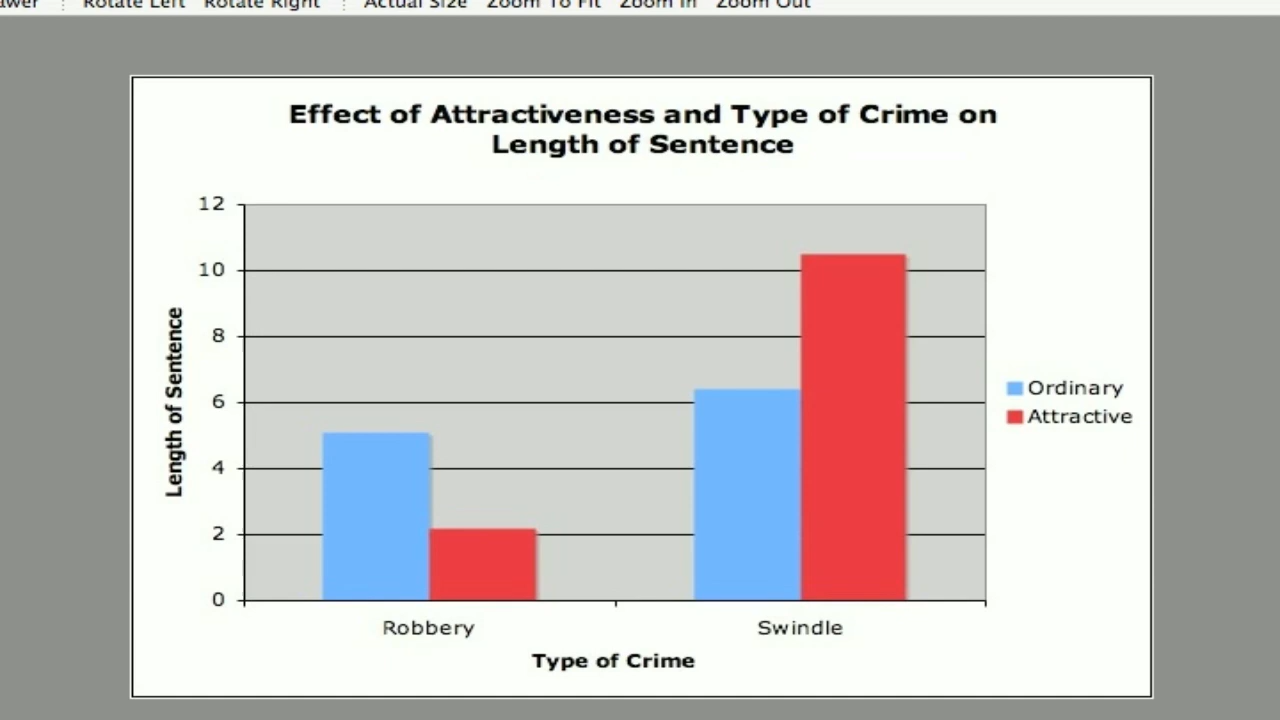 Rotate Left Rotate Right Actual Size Zoom To Fit Zoom In Zoom Out
Effect of Attractiveness and Type of Crime on
Length of Sentence
12
10
8
6
4
2
0
Length of Sentence
Robbery
Swindle
Type of Crime
Ordinary
Attractive